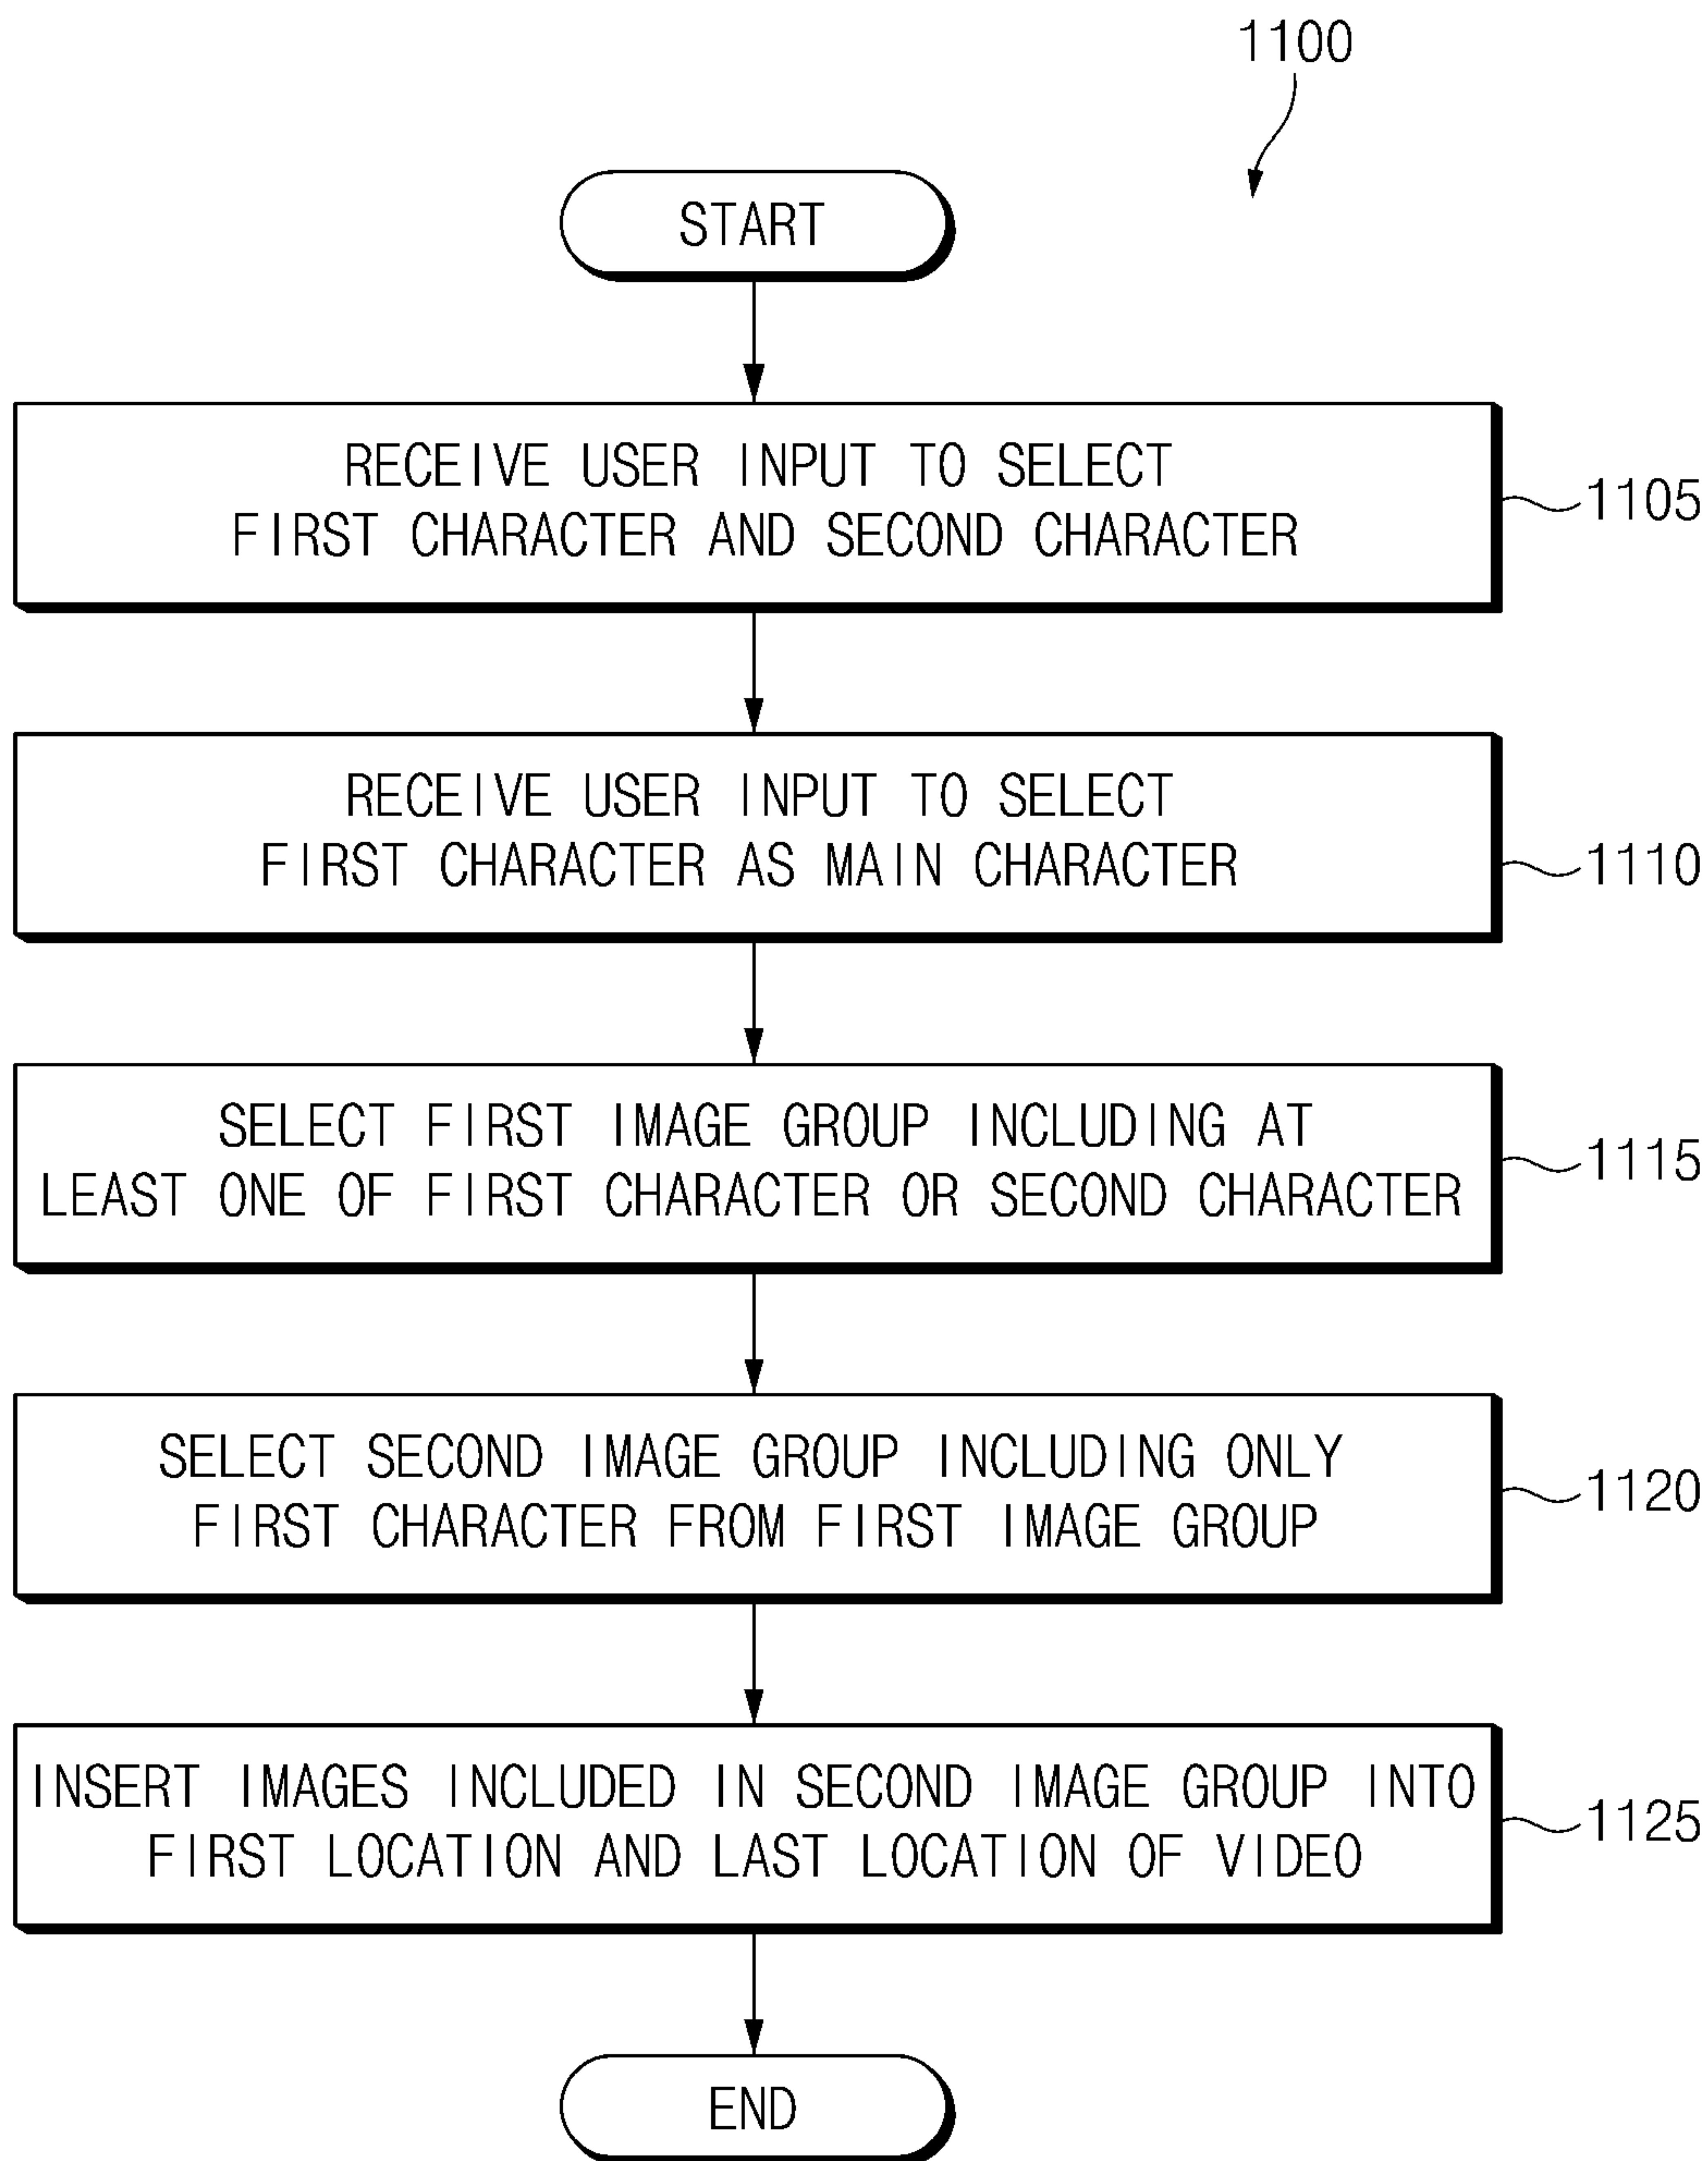 1100
START
RECEIVE USER INPUT TO SELECT
FIRST CHARACTER AND SECOND CHARACTER
1105
RECEIVE USER INPUT TO SELECT
FIRST CHARACTER AS MAIN CHARACTER
1110
SELECT FIRST IMAGE GROUP INCLUDING AT
LEAST ONE OF FIRST CHARACTER OR SECOND CHARACTER
1115
SELECT SECOND IMAGE GROUP INCLUDING ONLY
FIRST CHARACTER FROM FIRST IMAGE GROUP
1120
INSERT IMAGES INCLUDED IN SECOND IMAGE GROUP INTO
FIRST LOCATION AND LAST LOCATION OF VIDEO
1125
END